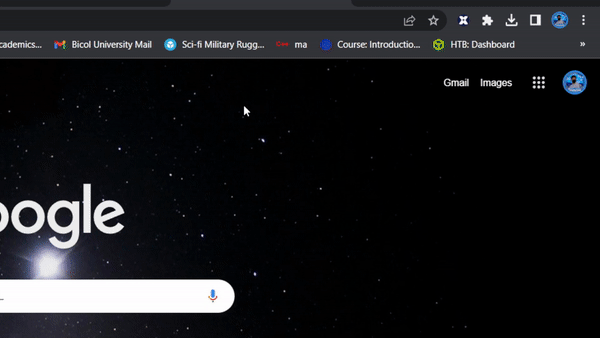 cademics... Bicol University Mail Sci-fi Military Rugg... ma Course: Introductio... HTB: Dashboard »
Gmail Images
oogle